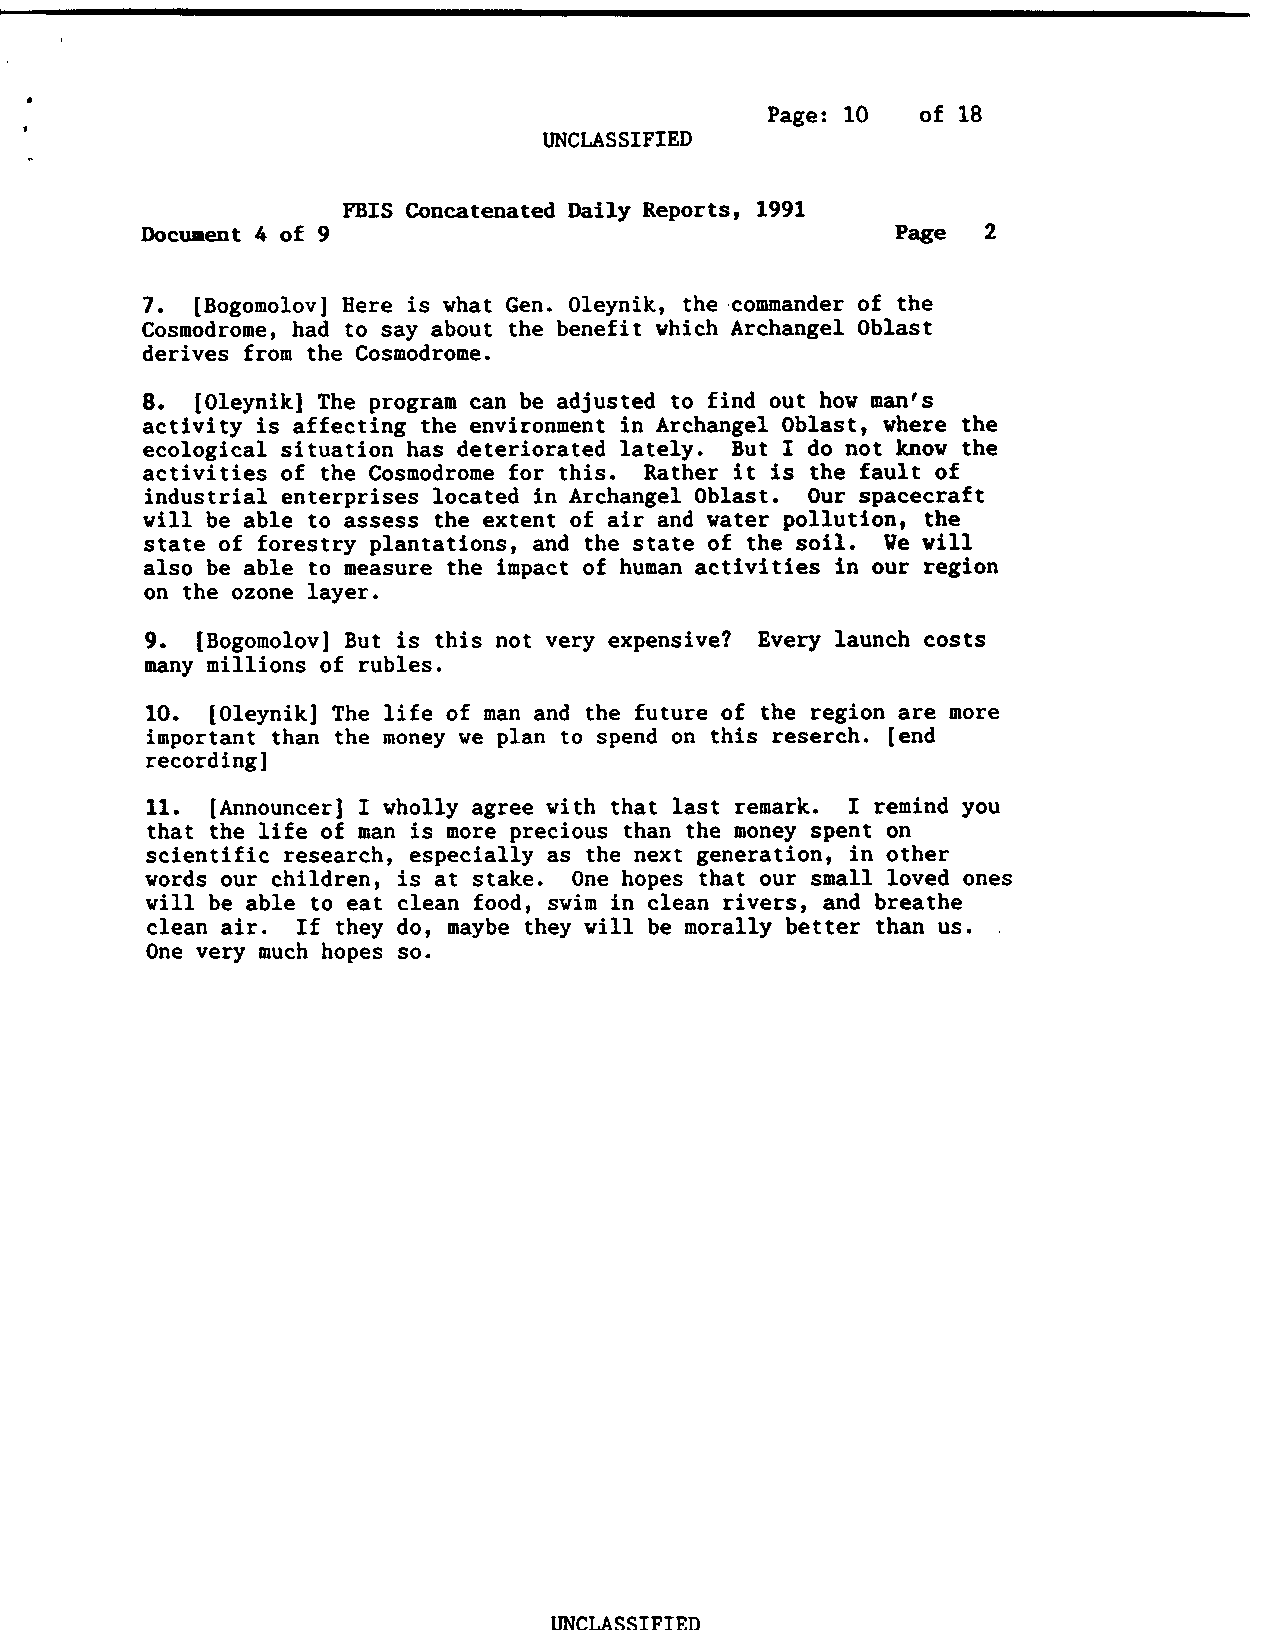 Page: 10 of 18
UNCLASSIFIED
FBIS Concatenated Daily Reports, 1991
Document 4 of 9 Page 2
7. [Bogomolov] Here is what Gen. Oleynik, the commander of the
Cosmodrome, had to say about the benefit which Archangel Oblast
derives from the Cosmodrome.
8. [Oleynik] The program can be adjusted to find out how man's
activity is affecting the environment in Archangel Oblast, where the
ecological situation has deteriorated lately. But I do not know the
activities of the Cosmodrome for this. Rather it is the fault of
industrial enterprises located in Archangel Oblast. Our spacecraft
will be able to assess the extent of air and water pollution, the
state of forestry plantations, and the state of the soil. We will
also be able to measure the impact of human activities in our region
on the ozone layer.
9. [Bogomolov] But is this not very expensive? Every launch costs
many millions of rubles.
10. [Oleynik] The life of man and the future of the region are more
important than the money we plan to spend on this reserch. [end
recording]
11. [Announcer] I wholly agree with that last remark. I remind you
that the life of man is more precious than the money spent on
scientific research, especially as the next generation, in other
words our children, is at stake. One hopes that our small loved ones
will be able to eat clean food, swim in clean rivers, and breathe
clean air. If they do, maybe they will be morally better than us.
One very much hopes so.
UNCLASSIFIED